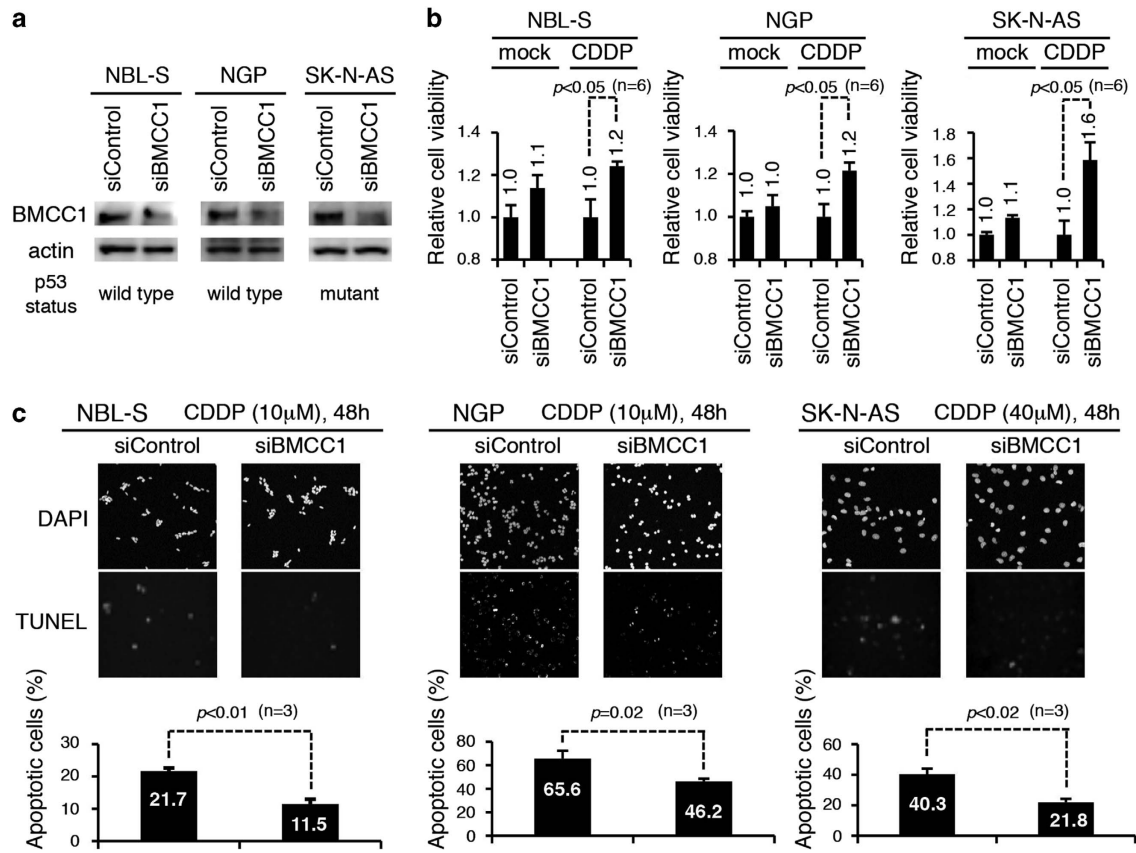 a
NBL-S NGP SK-N-AS
siControl siBMCC1 siControl siBMCC1 siControl siBMCC1
BMCC1
actin
p53 status wild type wild type mutant
b
NBL-S NGP SK-N-AS
mock CDDP mock CDDP mock CDDP
p<0.05 (n=6) p<0.05 (n=6) p<0.05 (n=6)
Relative cell viability
1.4
1.2
1.0
0.8
1.0 1.1 1.0 1.2
siControl siBMCC1 siControl siBMCC1
Relative cell viability
1.4
1.2
1.0
0.8
1.0 1.0 1.0 1.2
siControl siBMCC1 siControl siBMCC1
Relative cell viability
1.8
1.6
1.4
1.2
1.0
0.8
1.0 1.1 1.0 1.6
siControl siBMCC1 siControl siBMCC1
c
NBL-S CDDP (10μM), 48h NGP CDDP (10μM), 48h SK-N-AS CDDP (40μM), 48h
siControl siBMCC1 siControl siBMCC1 siControl siBMCC1
DAPI
TUNEL
Apoptotic cells (%)
p<0.01 (n=3)
30
20
10
0
21.7 11.5
Apoptotic cells (%)
p=0.02 (n=3)
80
60
40
20
0
65.6 46.2
Apoptotic cells (%)
p<0.02 (n=3)
60
40
20
0
40.3 21.8